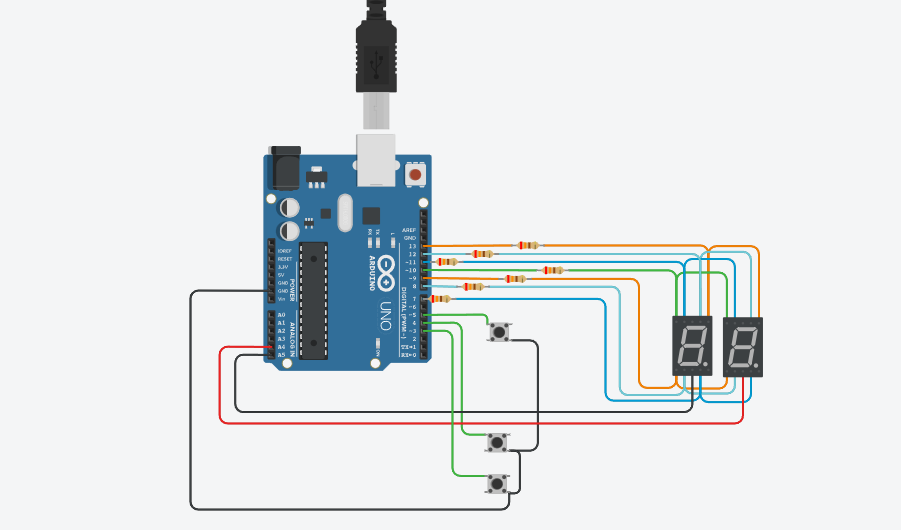 AREF
GND
13
12
~11
~10
~9
8
7
~6
~5
4
~3
2
TX→1
RX←0
DIGITAL (PWM~)
L
TX
RX
ON
ARDUINO
UNO
IOREF
RESET
3.3V
5V
GND
GND
Vin
POWER
A0
A1
A2
A3
A4
A5
ANALOG IN